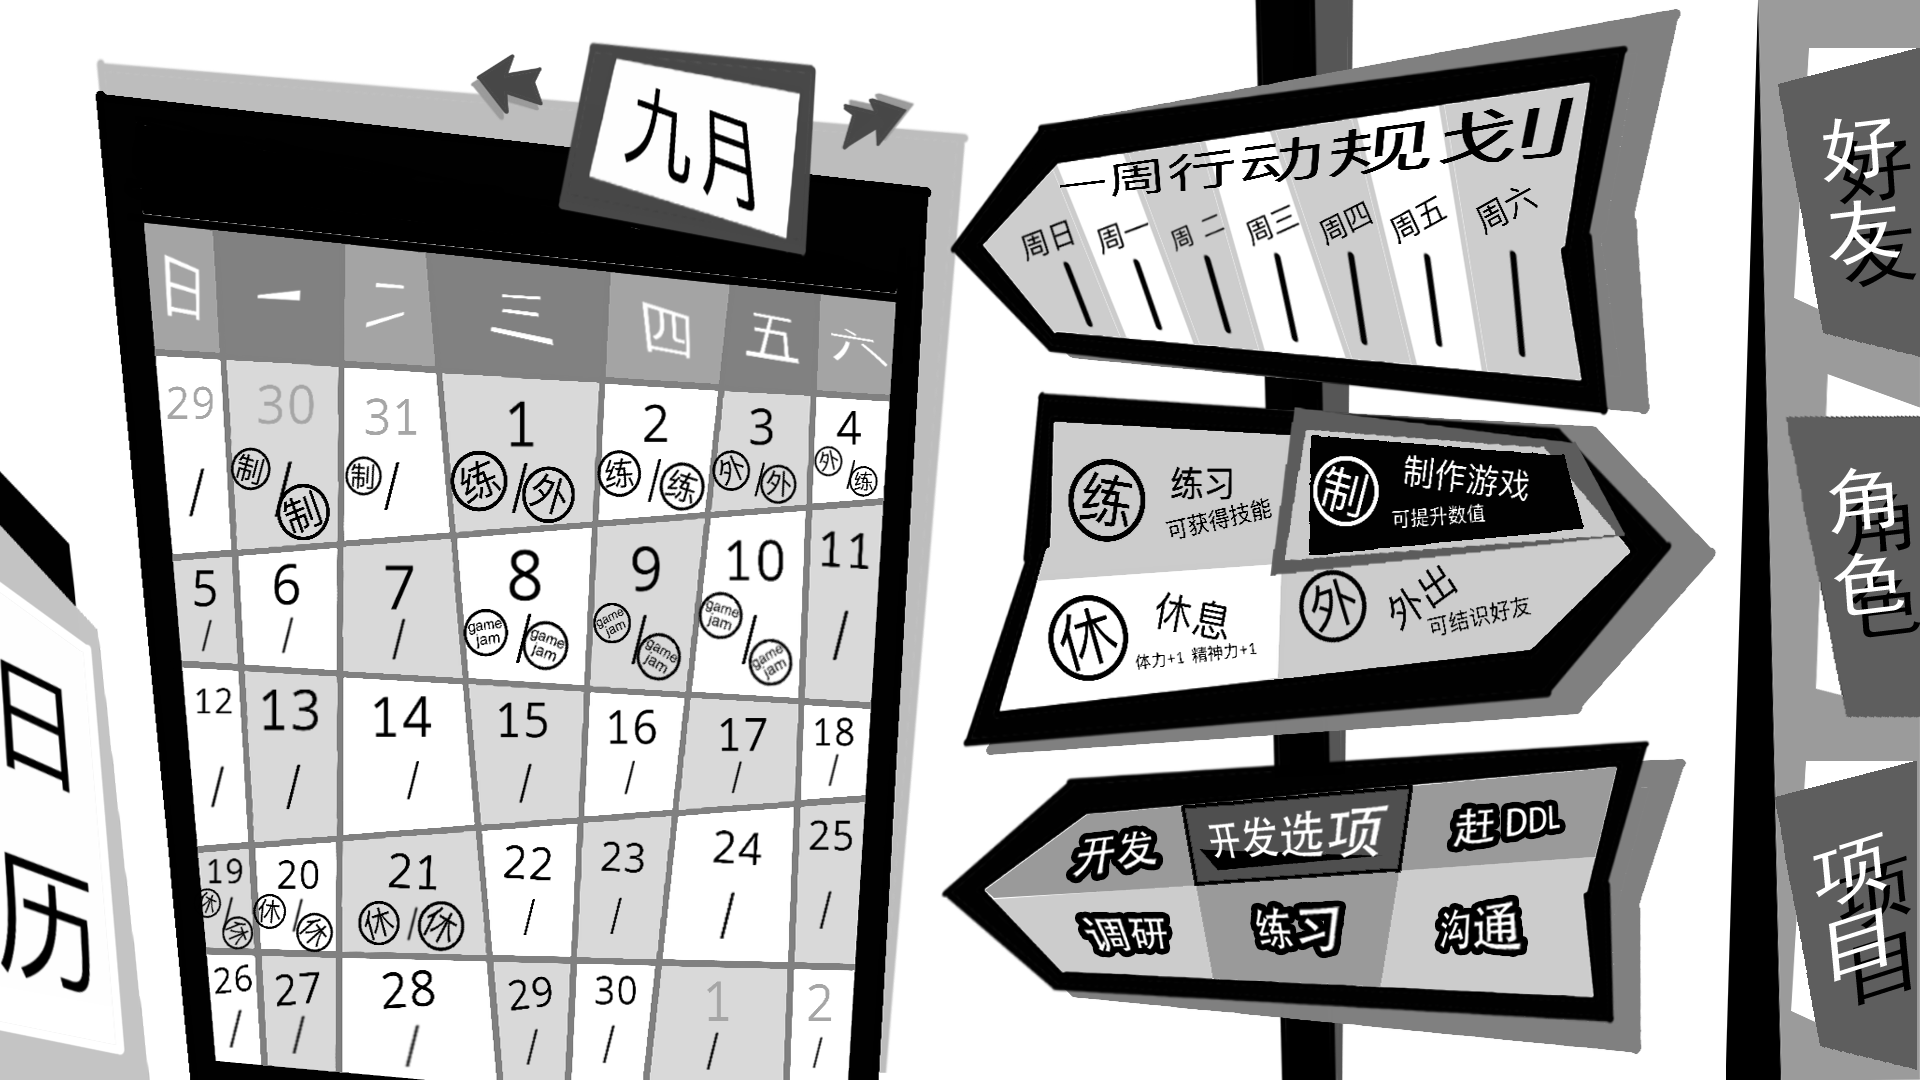 九月
日 一 二 三 四 五 六
29 30 31 1 2 3 4
/ 制/制 制/ 练/外 练/练 外/外 外/练
5 6 7 8 9 10 11
/ / / game jam/game jam game jam/game jam game jam/game jam /
12 13 14 15 16 17 18
/ / / / / / /
19 20 21 22 23 24 25
休/休 休/休 休/休 / / / /
26 27 28 29 30 1 2
/ / / / / / /
日历
一周行动规划
周日 周一 周二 周三 周四 周五 周六
/ / / / / / /
练 练习
可获得技能
制 制作游戏
可提升数值
休 休息
体力+1 精神力+1
外 外出
可结识好友
开发 开发选项 赶DDL
调研 练习 沟通
好友
角色
项目